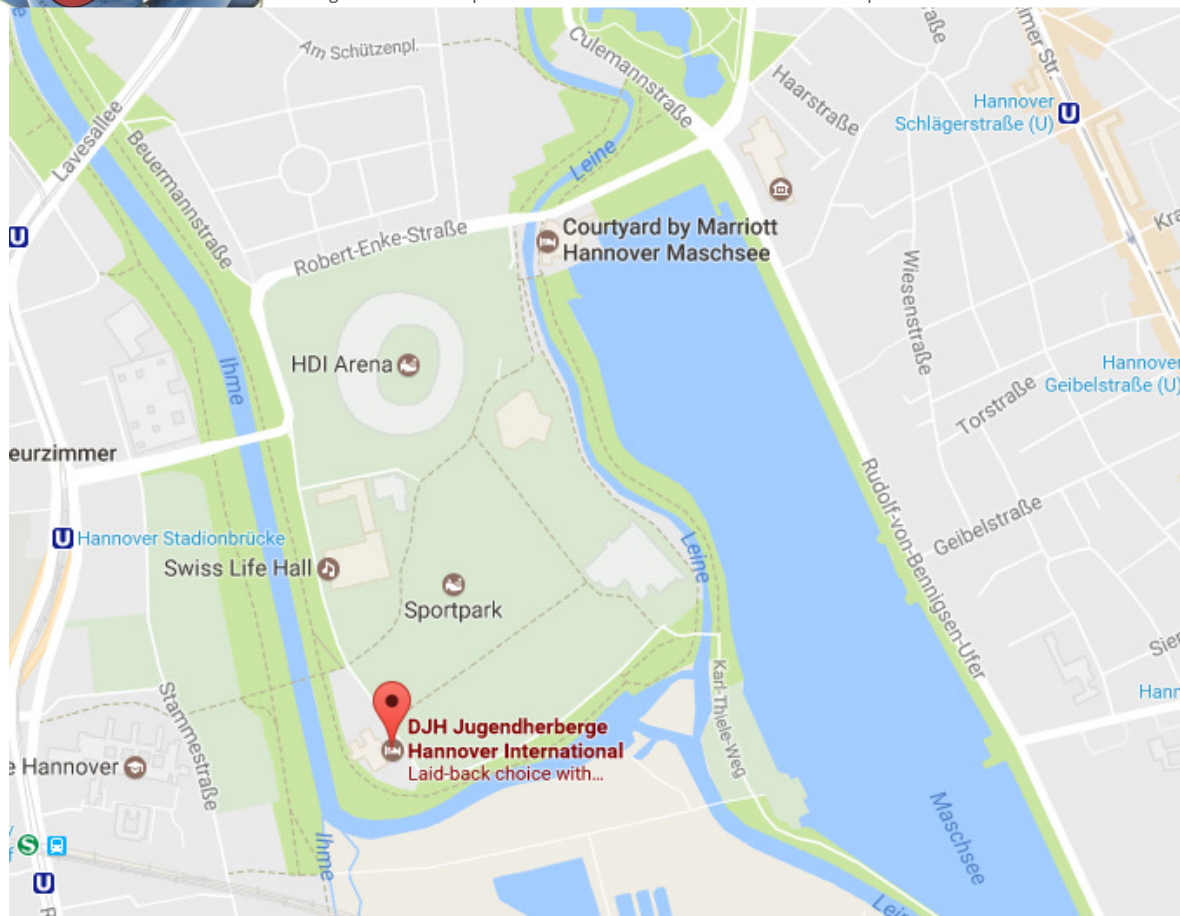 Am Schützenpl.
Culemannstraße
Haarstraße
Hannover
Schlägerstraße (U)
U
Lavesallee
Beuermannstraße
Leine
U
Robert-Enke-Straße
Courtyard by Marriott
Hannover Maschsee
Wiesenstraße
Ihme
HDI Arena
Hannover
Geibelstraße (U)
Torstraße
eurzimmer
Rudolf-von-Bennigsen-Ufer
Geibelstraße
U Hannover Stadionbrücke
Swiss Life Hall
Leine
Sportpark
Karl-Thiele-Weg
Stammestraße
DJH Jugendherberge
Hannover International
Laid-back choice with...
e Hannover
Maschsee
Ihme
S
U